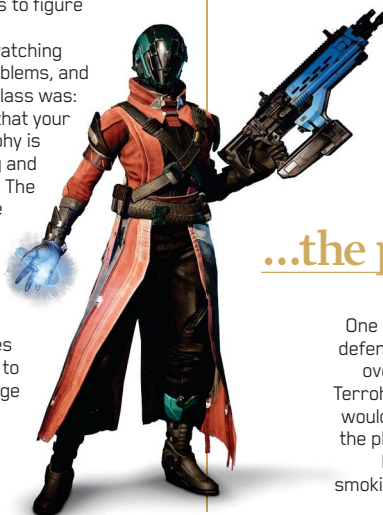 s to figure
atching
blems, and
lass was:
that your
phy is
g and
The
e
es
to
ge
...the p
One
defen
ov
Terroh
would
the pl
smoki